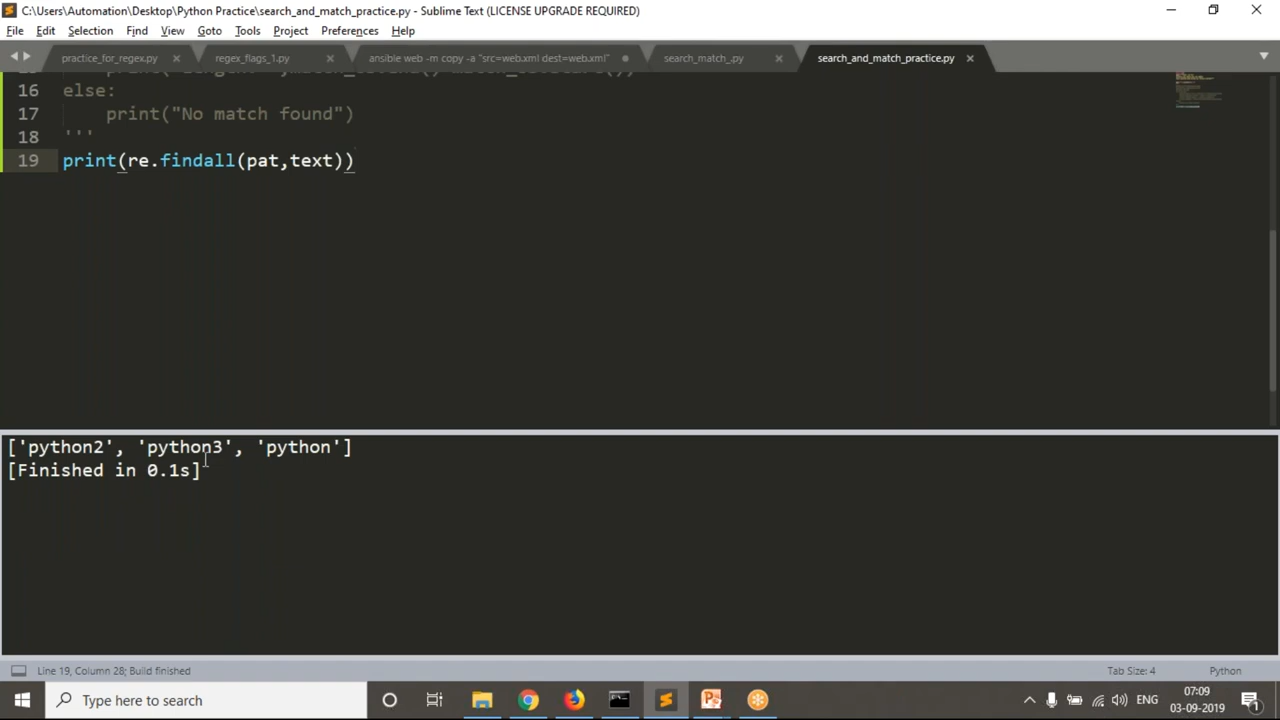 C:\Users\Automation\Desktop\Python Practice\search_and_match_practice.py - Sublime Text (LICENSE UPGRADE REQUIRED)
File Edit Selection Find View Goto Tools Project Preferences Help
practice_for_regex.py regex_flags_1.py ansible web -m copy -a "src=web.xml dest=web.xml" search_match_.py search_and_match_practice.py
16 else:
17 print("No match found")
18 '''
19 print(re.findall(pat,text))
['python2', 'python3', 'python']
[Finished in 0.1s]
Line 19, Column 28; Build finished Tab Size: 4 Python
Type here to search ENG 07:09
03-09-2019